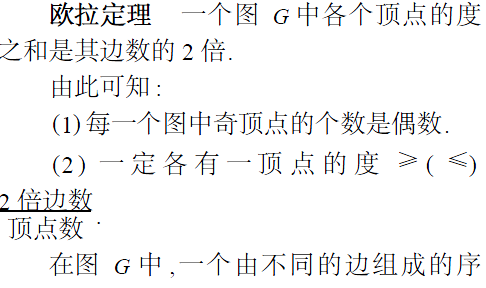 欧拉定理 一个图 G 中各个顶点的度
之和是其边数的 2 倍.
由此可知:
(1)每一个图中奇顶点的个数是偶数.
(2) 一定各有一顶点的度 ≥( ≤)
2 倍边数
顶点数 .
在图 G 中,一个由不同的边组成的序